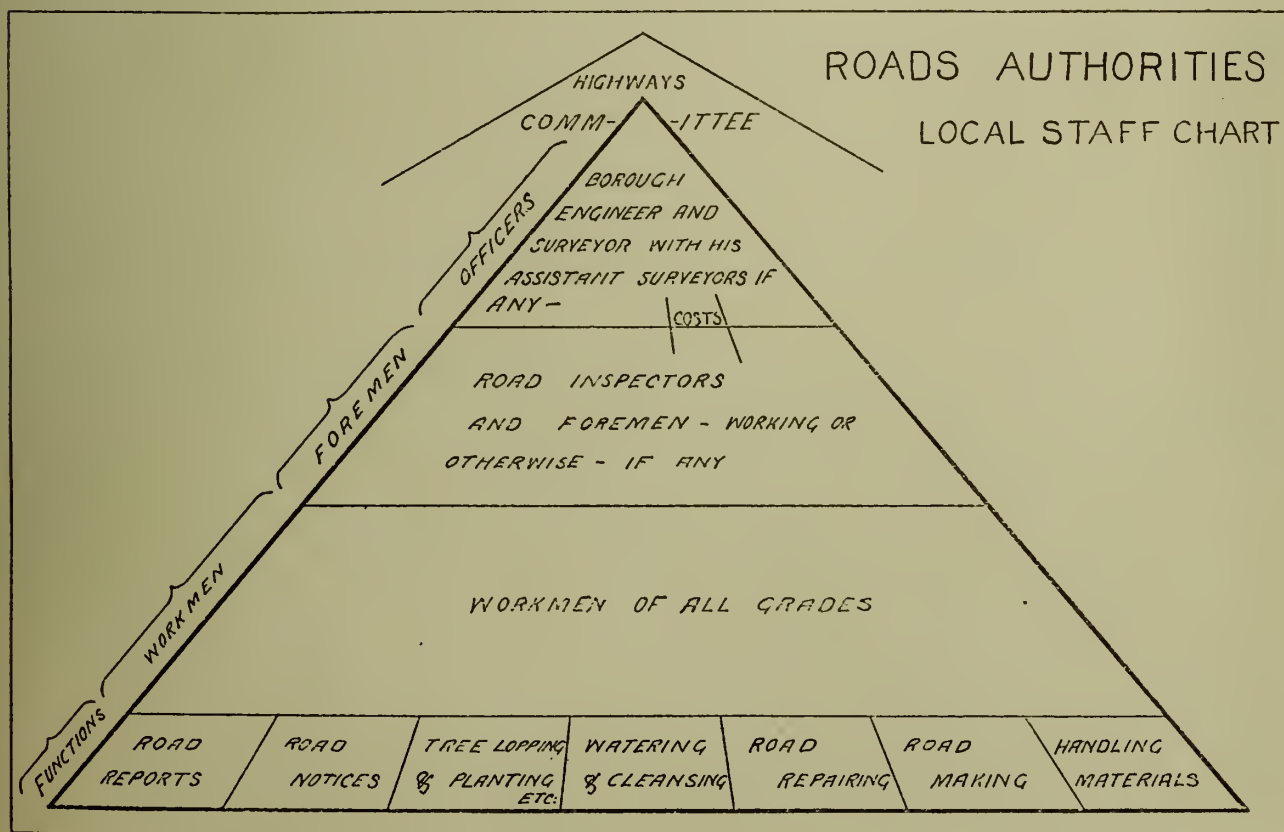 ROADS AUTHORITIES
LOCAL STAFF CHART
HIGHWAYS
COMM- -ITTEE
OFFICERS
BOROUGH
ENGINEER AND
SURVEYOR WITH HIS
ASSISTANT SURVEYORS IF
ANY -
COSTS
FOREMEN
ROAD INSPECTORS
AND FOREMEN - WORKING OR
OTHERWISE - IF ANY
WORKMEN
WORKMEN OF ALL GRADES
FUNCTIONS
ROAD
REPORTS
ROAD
NOTICES
TREE LOPPING
& PLANTING
ETC.
WATERING
& CLEANSING
ROAD
REPAIRING
ROAD
MAKING
HANDLING
MATERIALS